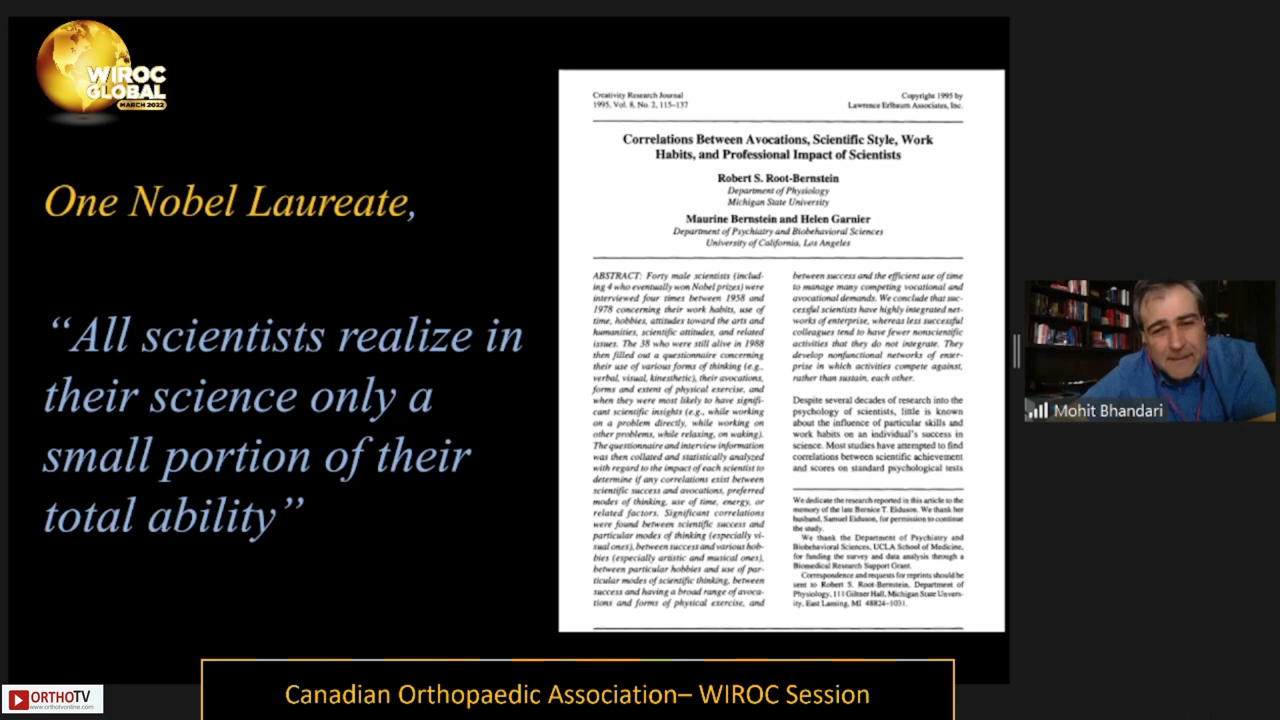 WIROC
GLOBAL
MARCH 2022
One Nobel Laureate,
“All scientists realize in
their science only a
small portion of their
total ability”
Creativity Research Journal
1995, Vol. 8, No. 2, 115–137
Copyright 1995 by
Lawrence Erlbaum Associates, Inc.
Correlations Between Avocations, Scientific Style, Work
Habits, and Professional Impact of Scientists
Robert S. Root-Bernstein
Department of Physiology
Michigan State University
Maurine Bernstein and Helen Garnier
Department of Psychiatry and Biobehavioral Sciences
University of California, Los Angeles
ABSTRACT: Forty male scientists (includ-
ing 4 who eventually won Nobel prizes) were
interviewed four times between 1958 and
1978 concerning their work habits, use of
time, hobbies, attitudes toward the arts and
humanities, scientific attitudes, and related
issues. The 38 who were still alive in 1988
then filled out a questionnaire concerning
their use of various forms of thinking (e.g.,
verbal, visual, kinesthetic), their avocations,
forms and extent of physical exercise, and
when they were most likely to have signifi-
cant scientific insights (e.g., while working
on a problem directly, while working on
other problems, while relaxing, on waking).
The questionnaire and interview information
was then collated and statistically analyzed
with regard to the impact of each scientist to
determine if any correlations exist between
scientific success and avocations, preferred
modes of thinking, use of time, energy, or
related factors. Significant correlations
were found between scientific success and
particular modes of thinking (especially vi-
sual ones), between success and various hob-
bies (especially artistic and musical ones),
between particular hobbies and use of par-
ticular modes of scientific thinking, between
success and having a broad range of avoca-
tions and forms of physical exercise, and
between success and the efficient use of time
to manage many competing vocational and
avocational demands. We conclude that suc-
cessful scientists have highly integrated net-
works of enterprise, whereas less successful
colleagues tend to have fewer nonscientific
activities that they do not integrate. They
develop nonfunctional networks of enter-
prise in which activities compete against,
rather than sustain, each other.
Despite several decades of research into the
psychology of scientists, little is known
about the influence of particular skills and
work habits on an individual's success in
science. Most studies have attempted to find
correlations between scientific achievement
and scores on standard psychological tests
We dedicate the research reported in this article to the
memory of the late Bernice T. Eiduson. We thank her
husband, Samuel Eiduson, for permission to continue
the study.
We thank the Department of Psychiatry and
Biobehavioral Sciences, UCLA School of Medicine,
for funding the survey and data analysis through a
Biomedical Research Support Grant.
Correspondence and requests for reprints should be
sent to Robert S. Root-Bernstein, Department of
Physiology, 111 Giltner Hall, Michigan State Univers-
ity, East Lansing, MI 48824–1031.
Mohit Bhandari
Canadian Orthopaedic Association– WIROC Session
ORTHOTV
www.orthotvonline.com